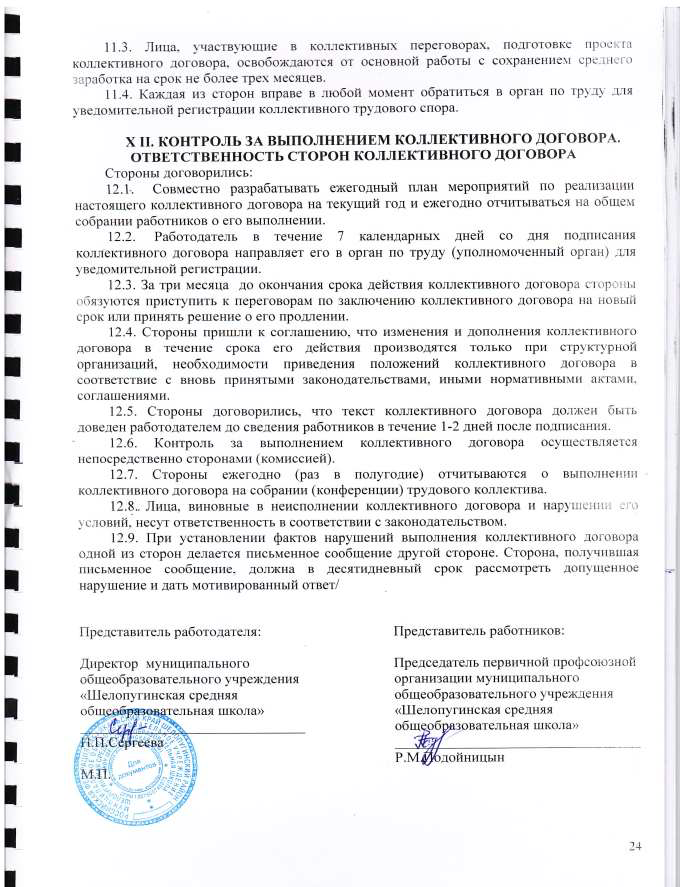 11.3. Лица, участвующие в коллективных переговорах, подготовке проекта
коллективного договора, освобождаются от основной работы с сохранением среднего
заработка на срок не более трех месяцев.
11.4. Каждая из сторон вправе в любой момент обратиться в орган по труду для
уведомительной регистрации коллективного трудового спора.
X II. КОНТРОЛЬ ЗА ВЫПОЛНЕНИЕМ КОЛЛЕКТИВНОГО ДОГОВОРА.
ОТВЕТСТВЕННОСТЬ СТОРОН КОЛЛЕКТИВНОГО ДОГОВОРА
Стороны договорились:
12.1. Совместно разрабатывать ежегодный план мероприятий по реализации
настоящего коллективного договора на текущий год и ежегодно отчитываться на общем
собрании работников о его выполнении.
12.2. Работодатель в течение 7 календарных дней со дня подписания
коллективного договора направляет его в орган по труду (уполномоченный орган) для
уведомительной регистрации.
12.3. За три месяца до окончания срока действия коллективного договора стороны
обязуются приступить к переговорам по заключению коллективного договора на новый
срок или принять решение о его продлении.
12.4. Стороны пришли к соглашению, что изменения и дополнения коллективного
договора в течение срока его действия производятся только при структурной
организаций, необходимости приведения положений коллективного договора в
соответствие с вновь принятыми законодательствами, иными нормативными актами,
соглашениями.
12.5. Стороны договорились, что текст коллективного договора должен быть
доведен работодателем до сведения работников в течение 1-2 дней после подписания.
12.6. Контроль за выполнением коллективного договора осуществляется
непосредственно сторонами (комиссией).
12.7. Стороны ежегодно (раз в полугодие) отчитываются о выполнении
коллективного договора на собрании (конференции) трудового коллектива.
12.8. Лица, виновные в неисполнении коллективного договора и нарушении его
условий, несут ответственность в соответствии с законодательством.
12.9. При установлении фактов нарушений выполнения коллективного договора
одной из сторон делается письменное сообщение другой стороне. Сторона, получившая
письменное сообщение, должна в десятидневный срок рассмотреть допущенное
нарушение и дать мотивированный ответ/
Представитель работодателя:
Директор муниципального
общеобразовательного учреждения
«Шелопугинская средняя
общеобразовательная школа»
Н.П.Сергеева
М.П.
Для
документов
Представитель работников:
Председатель первичной профсоюзной
организации муниципального
общеобразовательного учреждения
«Шелопугинская средняя
общеобразовательная школа»
Р.М.Подойницын
24